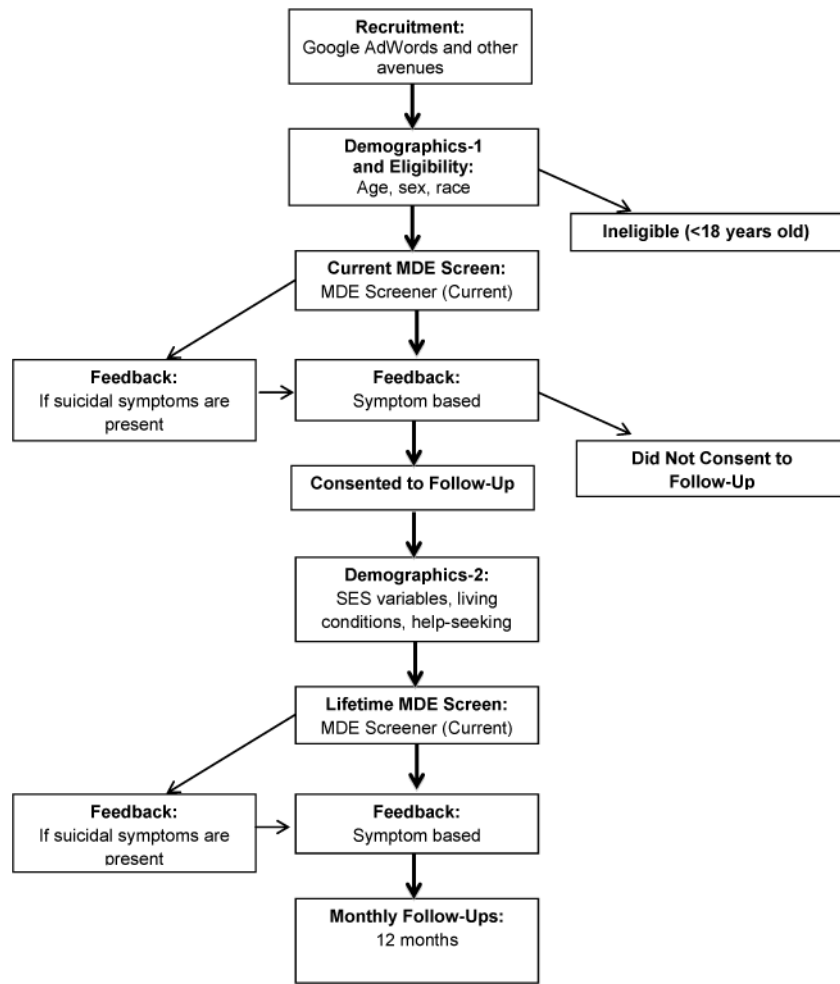 Recruitment:
Google AdWords and other
avenues
Demographics-1
and Eligibility:
Age, sex, race
Ineligible (<18 years old)
Current MDE Screen:
MDE Screener (Current)
Feedback:
If suicidal symptoms are
present
Feedback:
Symptom based
Did Not Consent to
Follow-Up
Consented to Follow-Up
Demographics-2:
SES variables, living
conditions, help-seeking
Lifetime MDE Screen:
MDE Screener (Current)
Feedback:
If suicidal symptoms are
present
Feedback:
Symptom based
Monthly Follow-Ups:
12 months